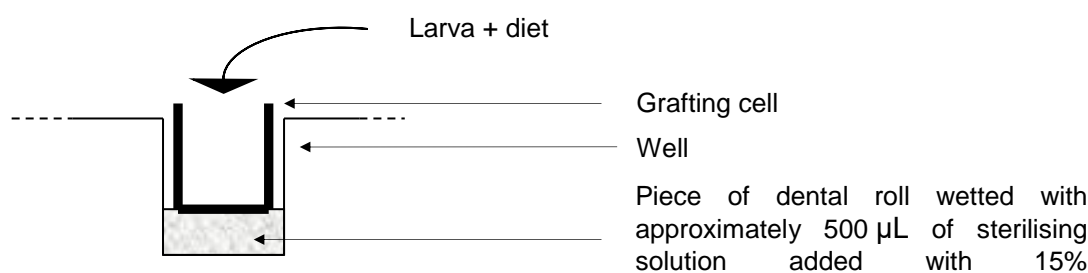 Larva + diet
Grafting cell
Well
Piece of dental roll wetted with
approximately 500 µL of sterilising
solution added with 15%